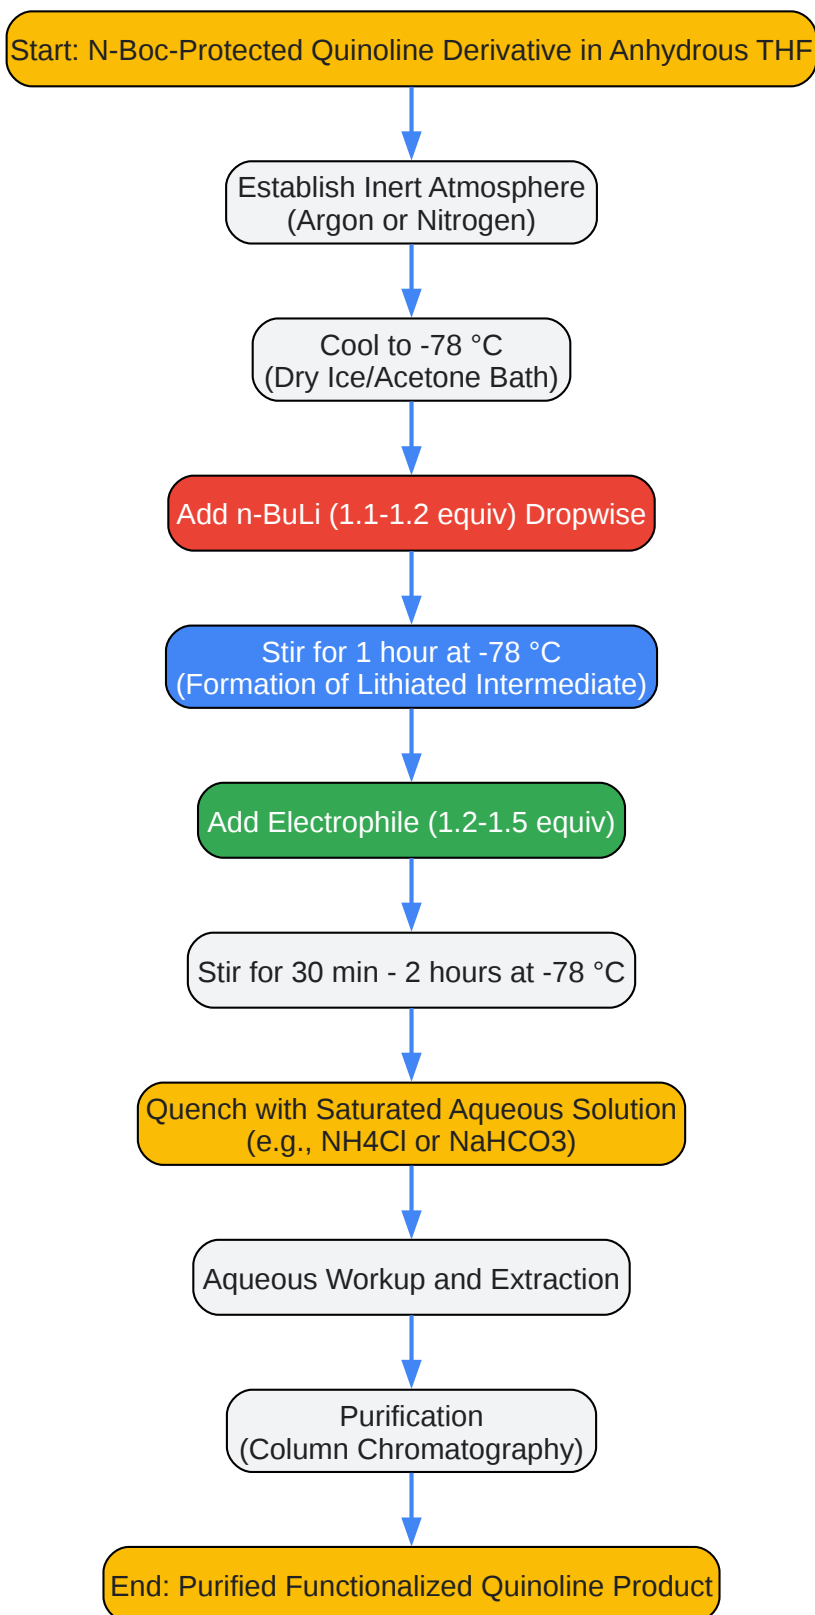 Start: N-Boc-Protected Quinoline Derivative in Anhydrous THF
Establish Inert Atmosphere
(Argon or Nitrogen)
Cool to -78 °C
(Dry Ice/Acetone Bath)
Add n-BuLi (1.1-1.2 equiv) Dropwise
Stir for 1 hour at -78 °C
(Formation of Lithiated Intermediate)
Add Electrophile (1.2-1.5 equiv)
Stir for 30 min - 2 hours at -78 °C
Quench with Saturated Aqueous Solution
(e.g., NH4Cl or NaHCO3)
Aqueous Workup and Extraction
Purification
(Column Chromatography)
End: Purified Functionalized Quinoline Product